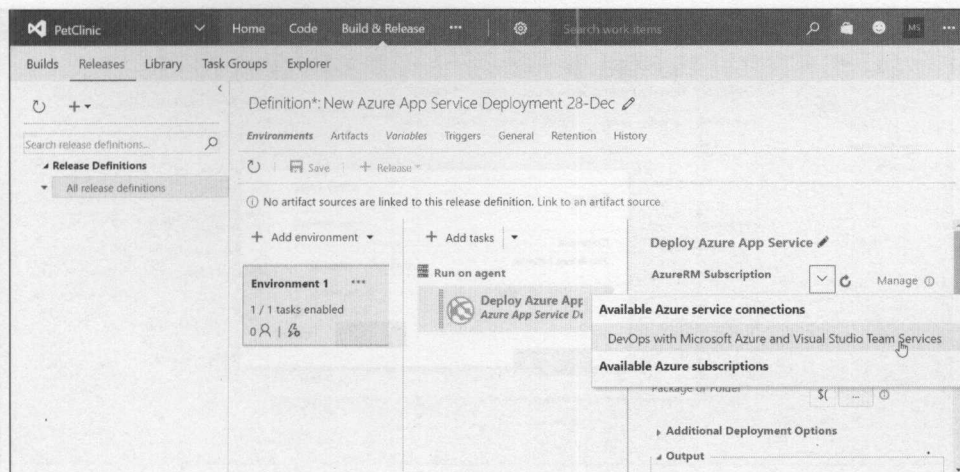 PetClinic Home Code Build & Release ••• Search work items MS •••
Builds Releases Library Task Groups Explorer
+
Search release definitions...
Release Definitions
All release definitions
Definition*: New Azure App Service Deployment 28-Dec
Environments Artifacts Variables Triggers General Retention History
Save + Release
No artifact sources are linked to this release definition. Link to an artifact source.
+ Add environment
Environment 1 •••
1 / 1 tasks enabled
0
+ Add tasks
Run on agent
Deploy Azure App
Azure App Service De
Deploy Azure App Service
AzureRM Subscription Manage
Available Azure service connections
DevOps with Microsoft Azure and Visual Studio Team Services
Available Azure subscriptions
Package or Folder $( ...
Additional Deployment Options
Output